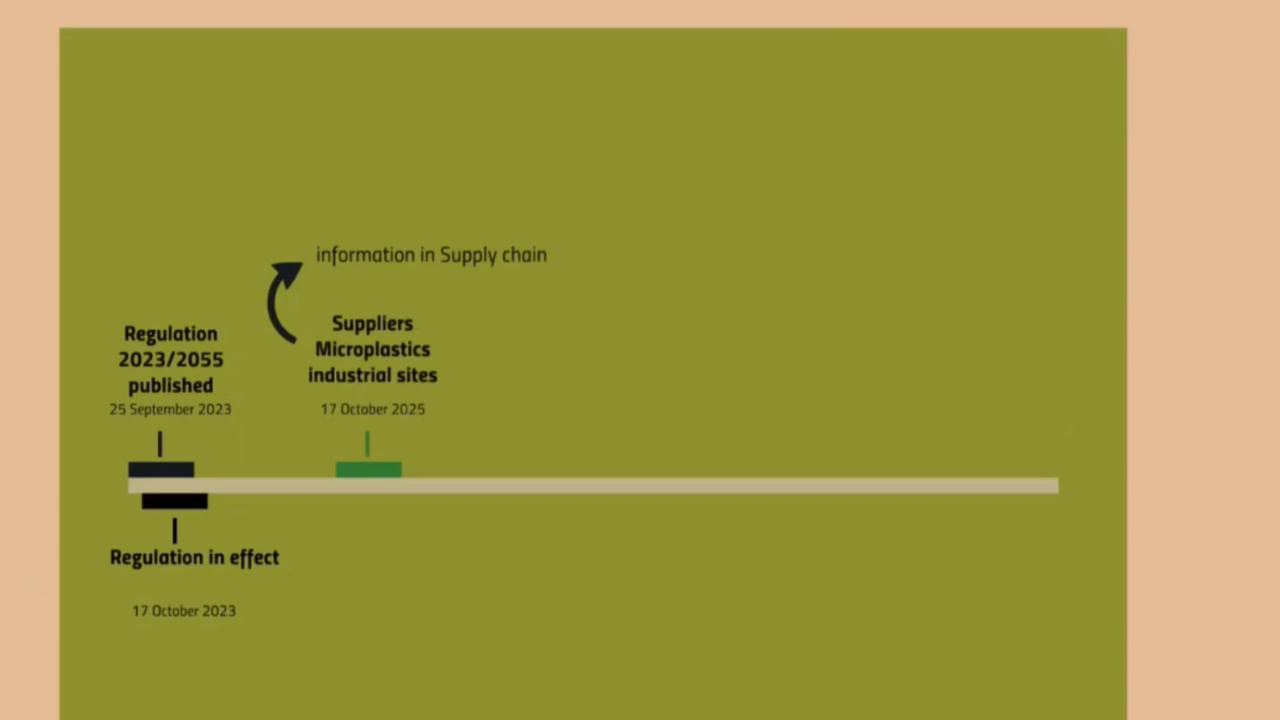 information in Supply chain
Regulation
2023/2055
published
25 September 2023
Suppliers
Microplastics
industrial sites
17 October 2025
Regulation in effect
17 October 2023